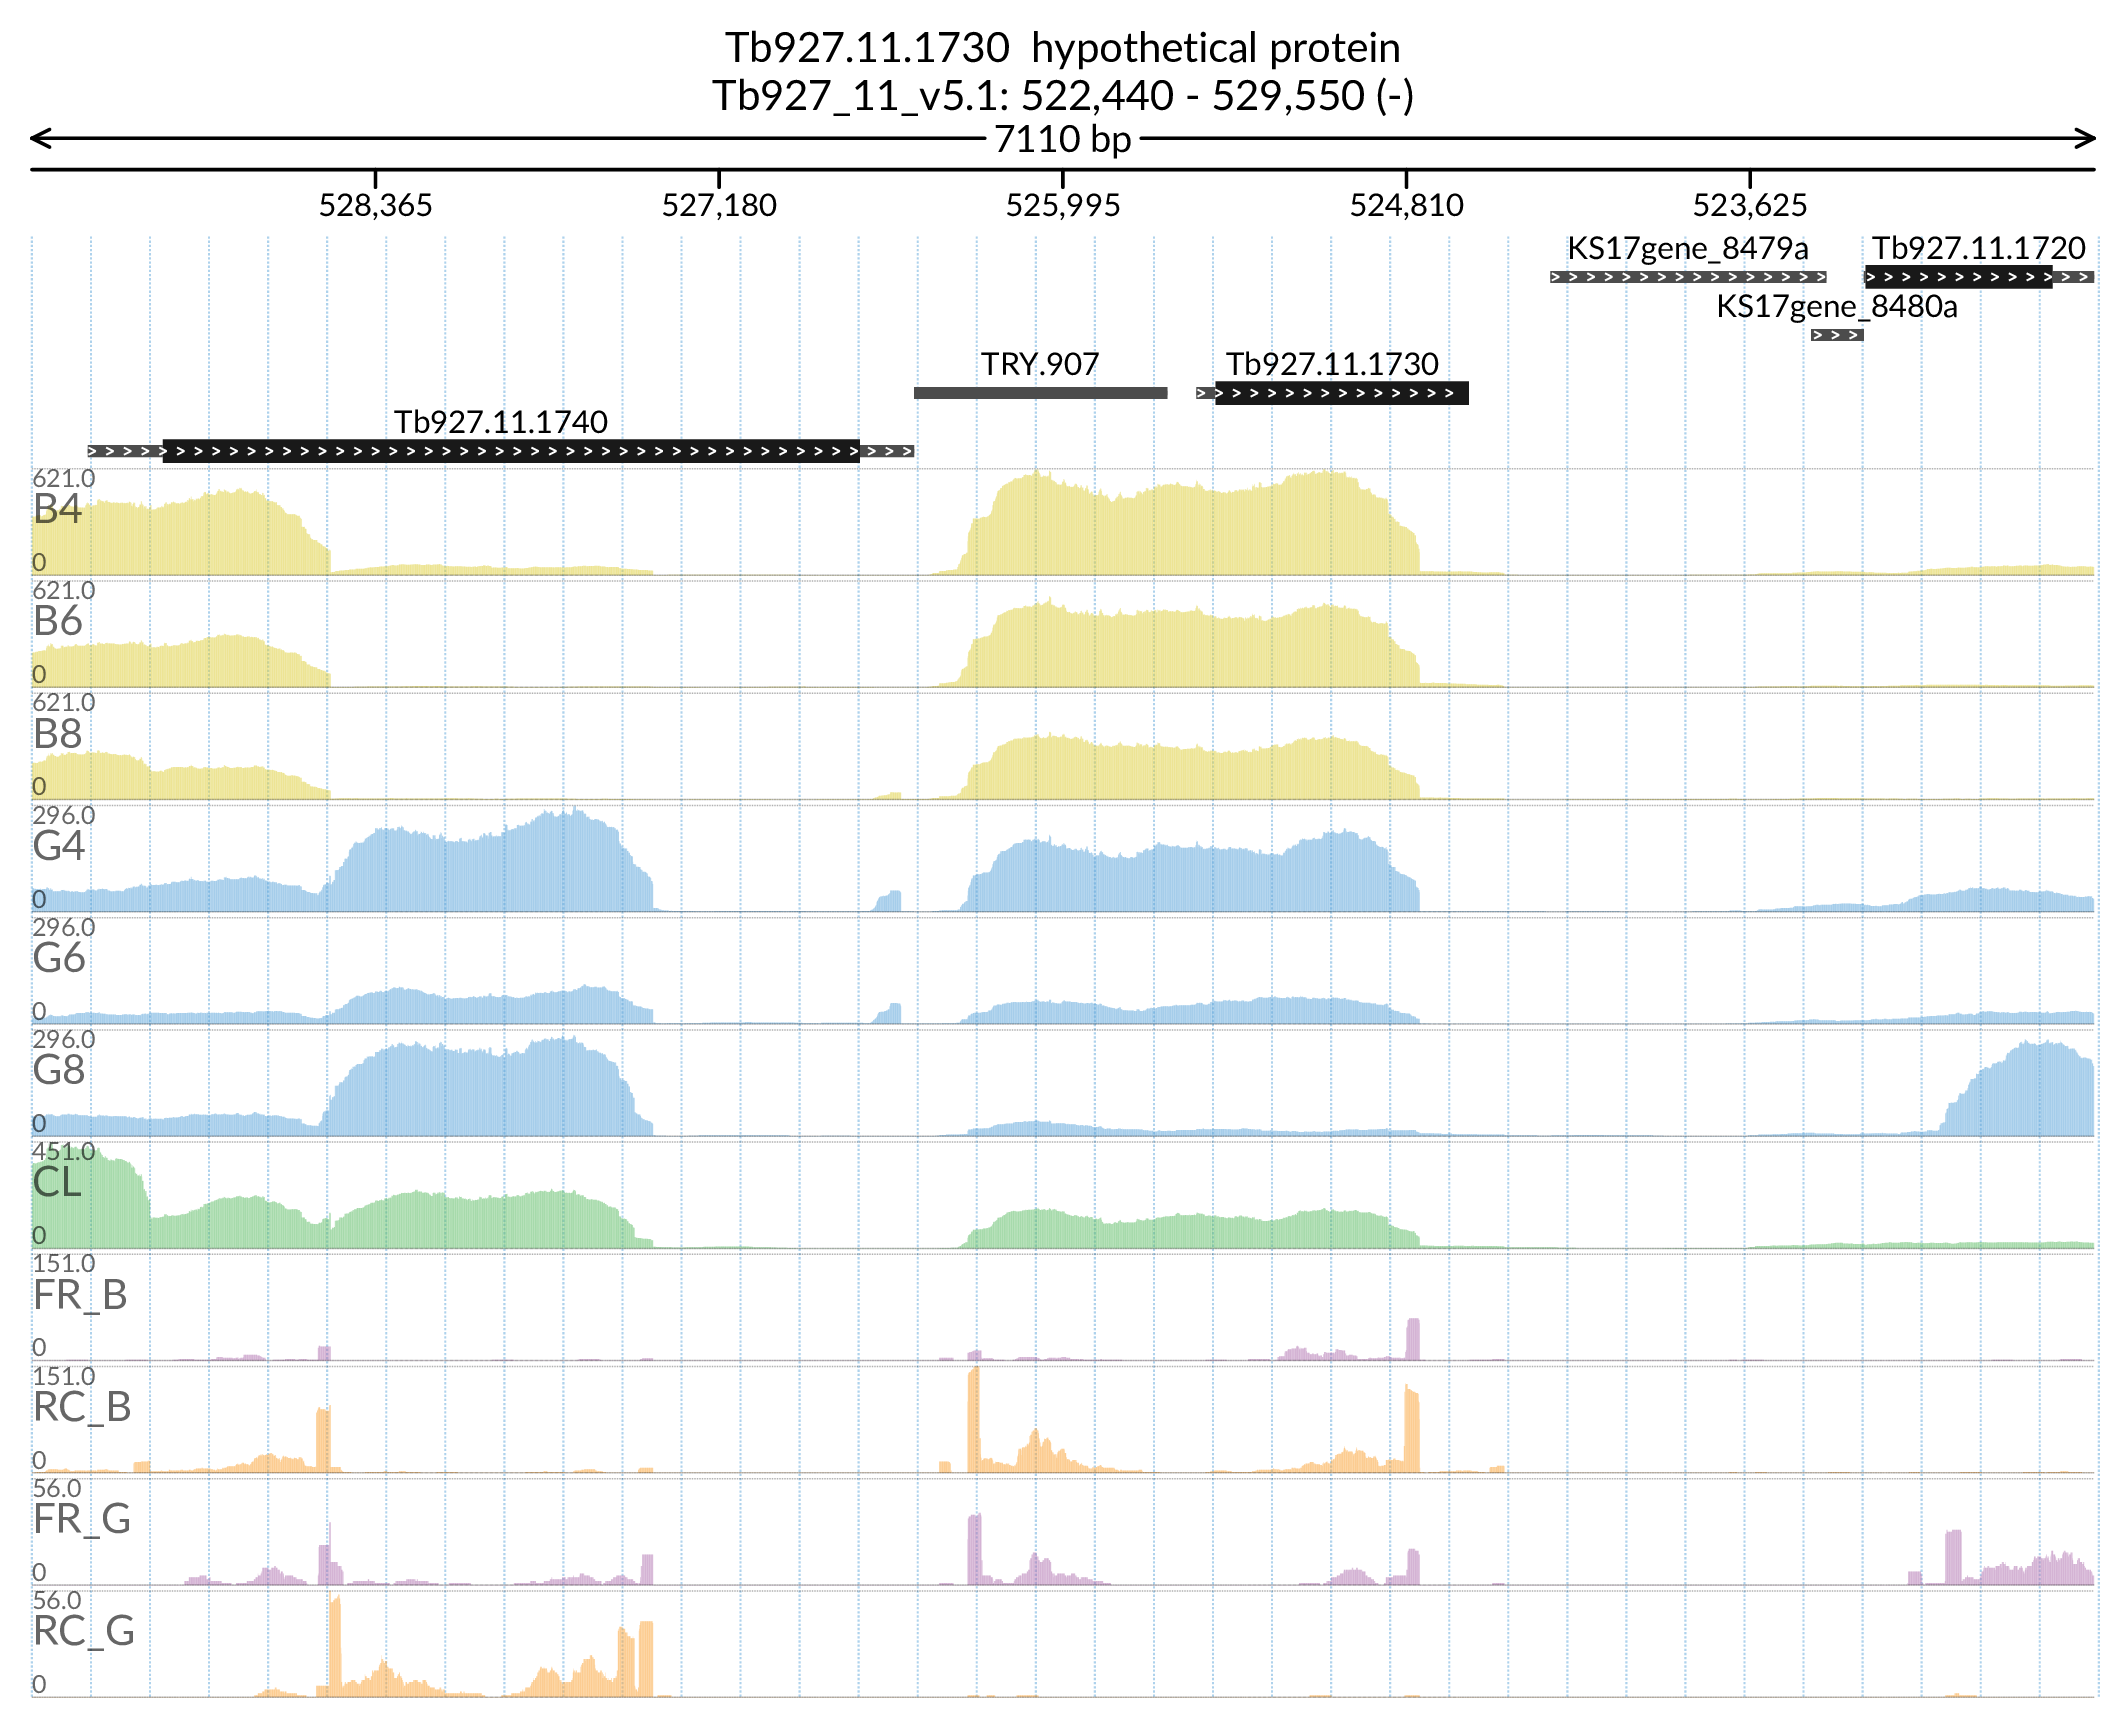 Tb927.11.1730  hypothetical protein
Tb927_11_v5.1: 522,440 - 529,550 (-)
7110 bp
528,365 527,180 525,995 524,810 523,625
KS17gene_8479a Tb927.11.1720
KS17gene_8480a
TRY.907 Tb927.11.1730
Tb927.11.1740
621.0
B4
0
621.0
B6
0
621.0
B8
0
296.0
G4
0
296.0
G6
0
296.0
G8
0
451.0
CL
0
151.0
FR_B
0
151.0
RC_B
0
56.0
FR_G
0
56.0
RC_G
0